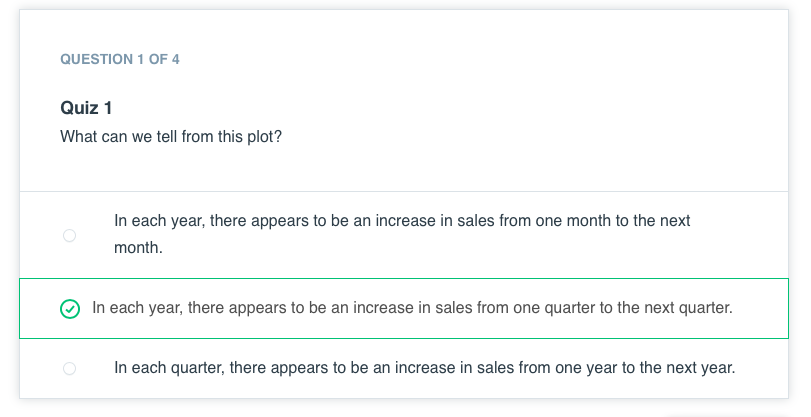 QUESTION 1 OF 4
Quiz 1
What can we tell from this plot?
In each year, there appears to be an increase in sales from one month to the next
month.
In each year, there appears to be an increase in sales from one quarter to the next quarter.
In each quarter, there appears to be an increase in sales from one year to the next year.